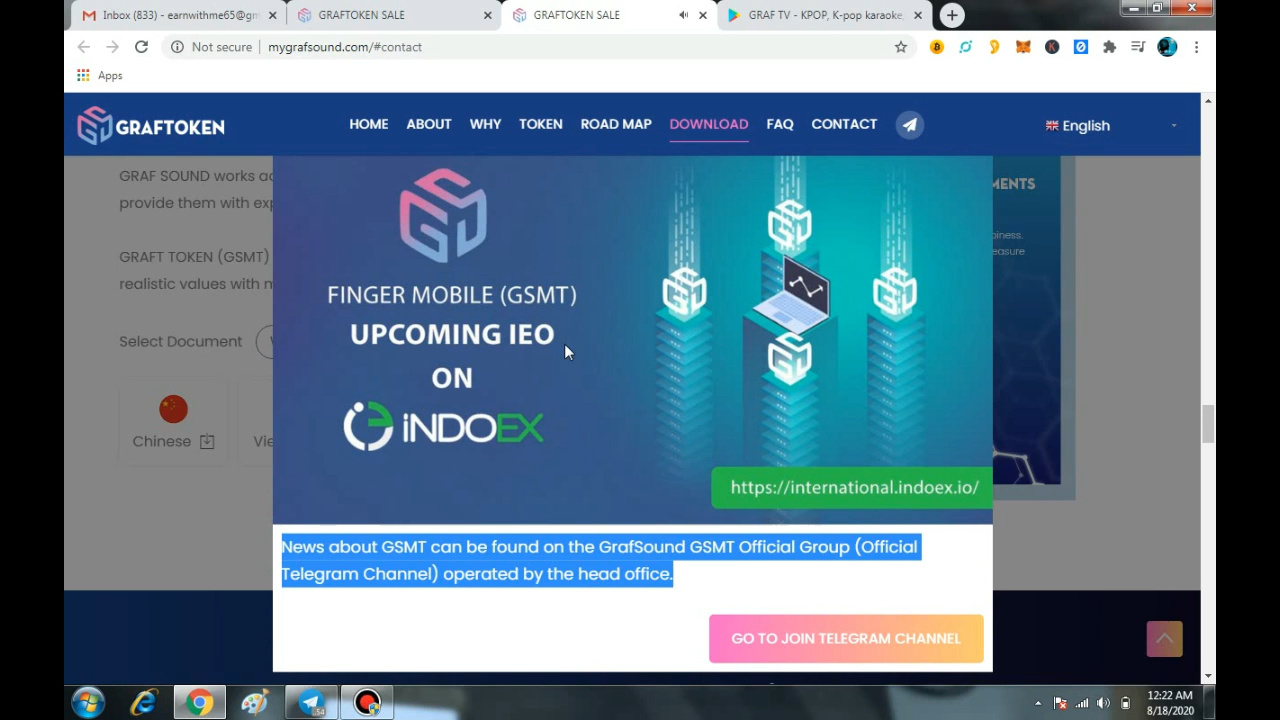 Inbox (833) - earnwithme65@gm
GRAFTOKEN SALE
GRAFTOKEN SALE
GRAF TV - KPOP, K-pop karaoke,
Not secure | mygrafsound.com/#contact
Apps
GRAFTOKEN
HOME ABOUT WHY TOKEN ROAD MAP DOWNLOAD FAQ CONTACT
English
GRAF SOUND works ac
provide them with exp
GRAFT TOKEN (GSMT)
realistic values with m
Select Document
Chinese
Vie
MENTS
piness.
easure
FINGER MOBILE (GSMT)
UPCOMING IEO
ON
iNDOEX
https://international.indoex.io/
News about GSMT can be found on the GrafSound GSMT Official Group (Official
Telegram Channel) operated by the head office.
GO TO JOIN TELEGRAM CHANNEL
12:22 AM
8/18/2020